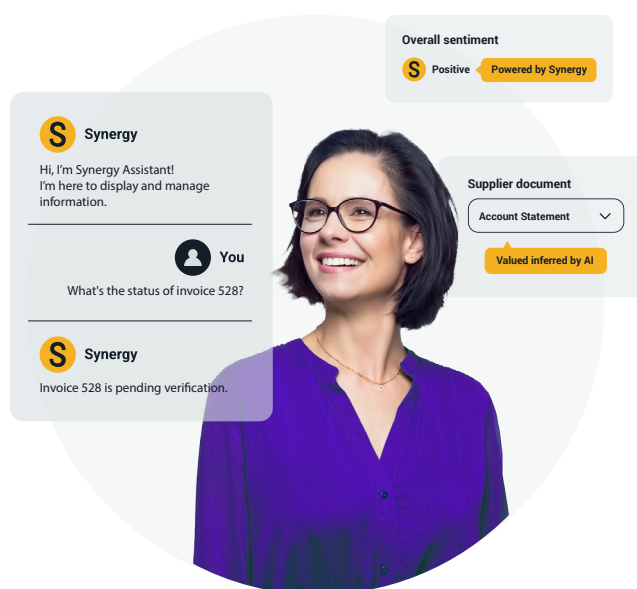 Overall sentiment
S Positive
Powered by Synergy
S Synergy
Hi, I'm Synergy Assistant!
I'm here to display and manage
information.
You
What's the status of invoice 528?
S Synergy
Invoice 528 is pending verification.
Supplier document
Account Statement
Valued inferred by AI